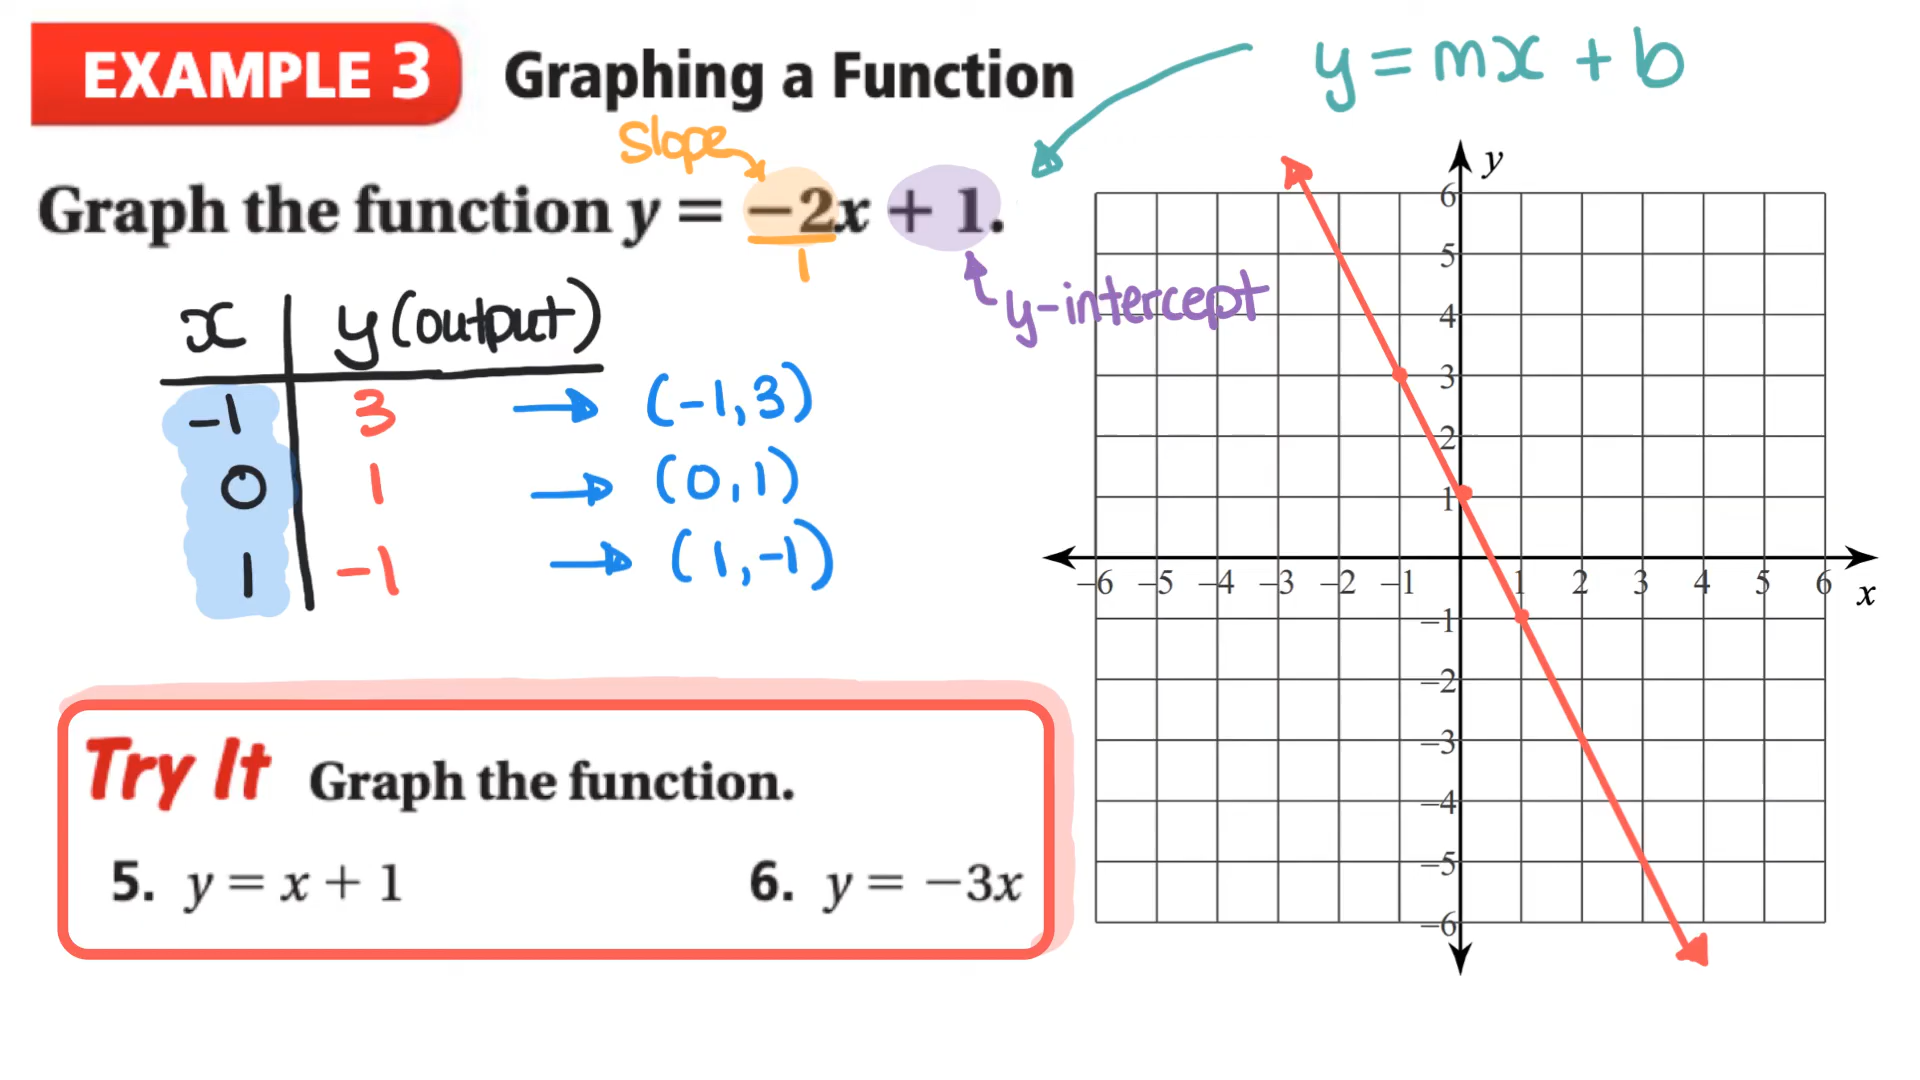 EXAMPLE 3 Graphing a Function
y = mx + b
slope
Graph the function y = −2x + 1.
1
y-intercept
x y (output)
-1 3 → (-1, 3)
0 1 → (0, 1)
1 -1 → (1, -1)
Try It Graph the function.
5. y = x + 1 6. y = −3x
y
6
5
4
3
2
1
−6 −5 −4 −3 −2 −1 1 2 3 4 5 6 x
−1
−2
−3
−4
−5
−6